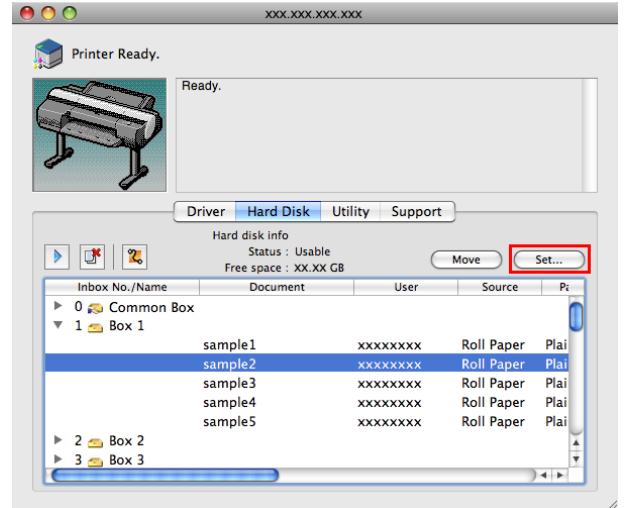 xxx.xxx.xxx.xxx
Printer Ready.
Ready.
Driver Hard Disk Utility Support
Hard disk info
Status : Usable
Free space : XX.XX GB
Move Set...
Inbox No./Name Document User Source Pa
0 Common Box
1 Box 1
sample1 xxxxxxxx Roll Paper Plai
sample2 xxxxxxxx Roll Paper Plai
sample3 xxxxxxxx Roll Paper Plai
sample4 xxxxxxxx Roll Paper Plai
sample5 xxxxxxxx Roll Paper Plai
2 Box 2
3 Box 3